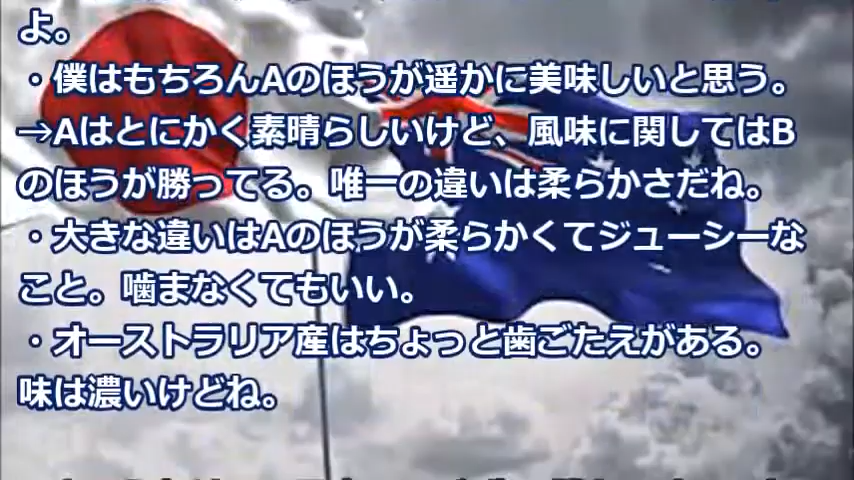 よ。
・僕はもちろんAのほうが遥かに美味しいと思う。
→Aはとにかく素晴らしいけど、風味に関してはB
のほうが勝ってる。唯一の違いは柔らかさだね。
・大きな違いはAのほうが柔らかくてジューシーな
こと。噛まなくてもいい。
・オーストラリア産はちょっと歯ごたえがある。
味は濃いけどね。